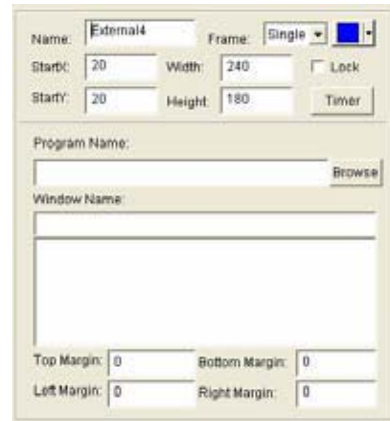 Name: External4 Frame: Single
StartX: 20 Width: 240 Lock
StartY: 20 Height: 180 Timer
Program Name:
Browse
Window Name:
Top Margin: 0 Bottom Margin: 0
Left Margin: 0 Right Margin: 0